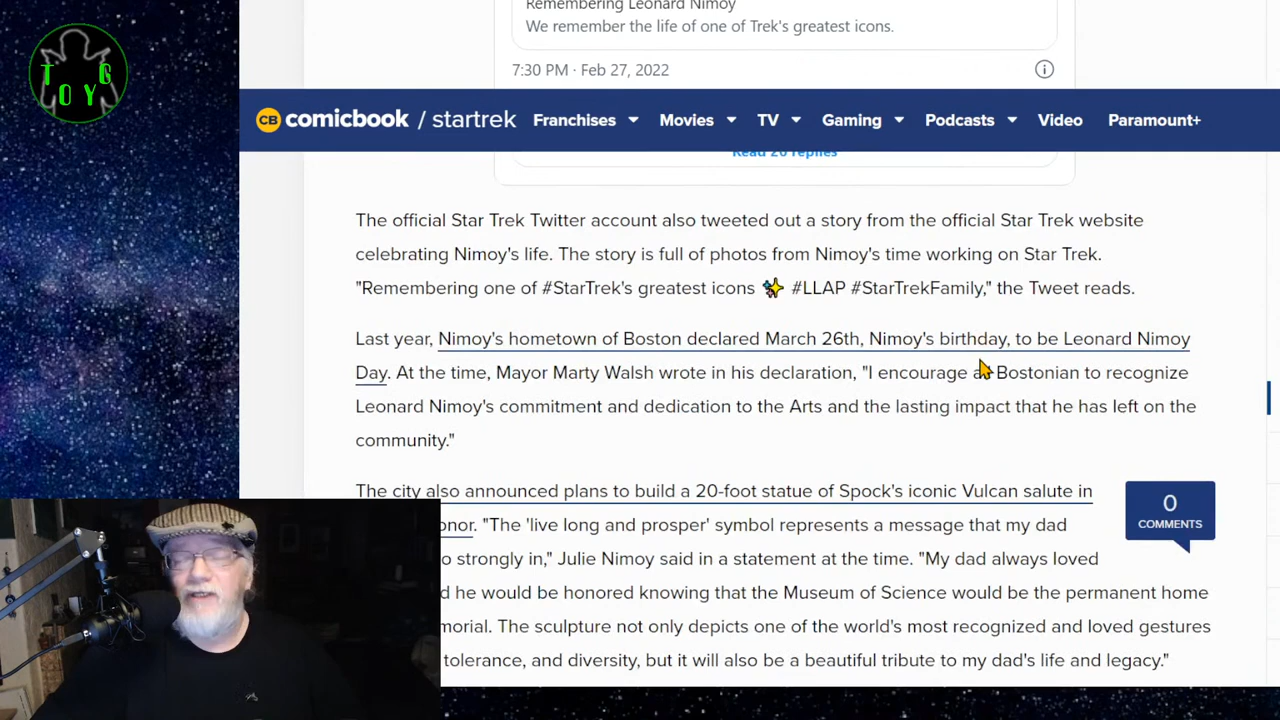 T G
O Y
Remembering Leonard Nimoy
We remember the life of one of Trek's greatest icons.
7:30 PM · Feb 27, 2022
CB comicbook / startrek Franchises Movies TV Gaming Podcasts Video Paramount+
Read 20 replies
The official Star Trek Twitter account also tweeted out a story from the official Star Trek website
celebrating Nimoy's life. The story is full of photos from Nimoy's time working on Star Trek.
"Remembering one of #StarTrek's greatest icons ✨ #LLAP #StarTrekFamily," the Tweet reads.
Last year, Nimoy's hometown of Boston declared March 26th, Nimoy's birthday, to be Leonard Nimoy
Day. At the time, Mayor Marty Walsh wrote in his declaration, "I encourage Bostonian to recognize
Leonard Nimoy's commitment and dedication to the Arts and the lasting impact that he has left on the
community."
The city also announced plans to build a 20-foot statue of Spock's iconic Vulcan salute in
onor. "The 'live long and prosper' symbol represents a message that my dad
o strongly in," Julie Nimoy said in a statement at the time. "My dad always loved
d he would be honored knowing that the Museum of Science would be the permanent home
morial. The sculpture not only depicts one of the world's most recognized and loved gestures
tolerance, and diversity, but it will also be a beautiful tribute to my dad's life and legacy."
0
COMMENTS